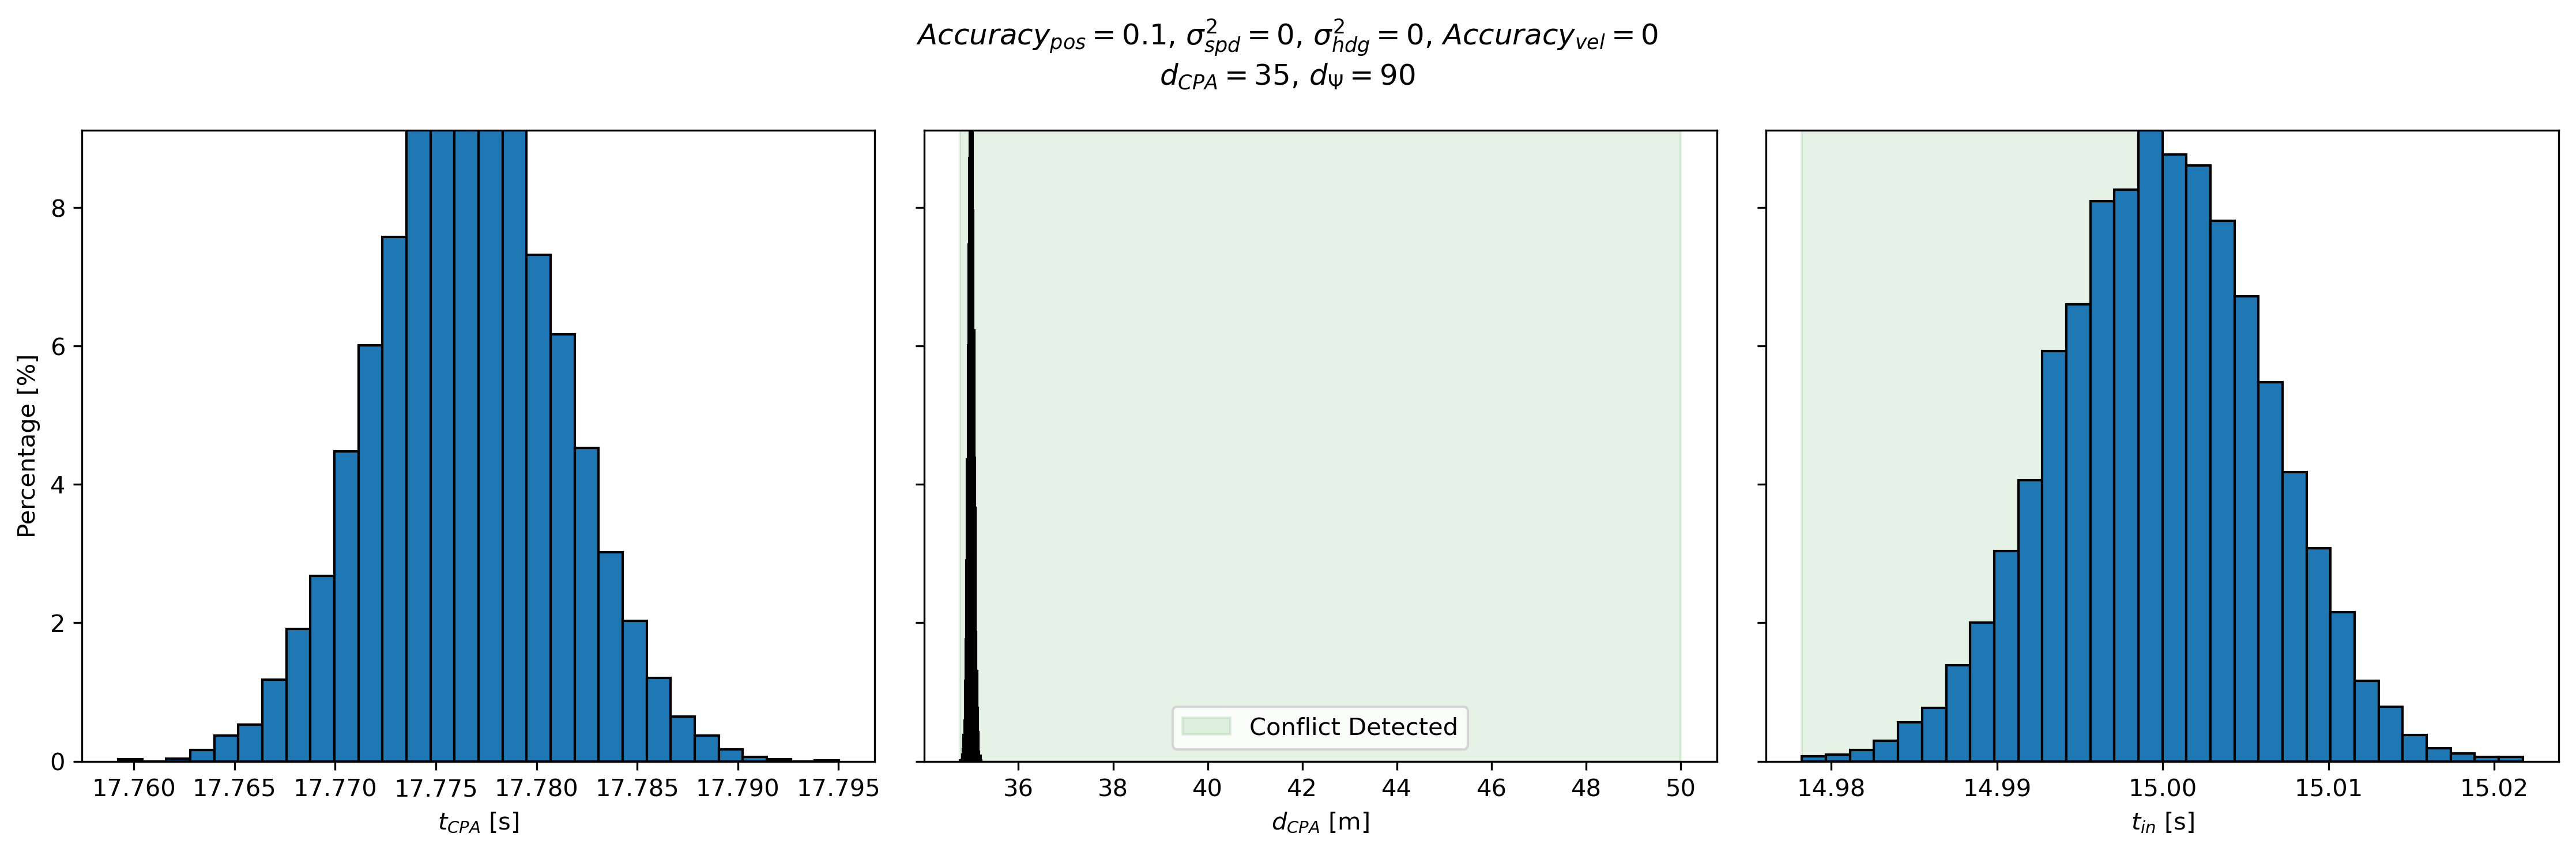 Accuracy_pos = 0.1, σ²_spd = 0, σ²_hdg = 0, Accuracy_vel = 0
d_CPA = 35, d_Ψ = 90
Percentage [%]
8
6
4
2
0
17.760 17.765 17.770 17.775 17.780 17.785 17.790 17.795
t_CPA [s]
Conflict Detected
36 38 40 42 44 46 48 50
d_CPA [m]
14.98 14.99 15.00 15.01 15.02
t_in [s]